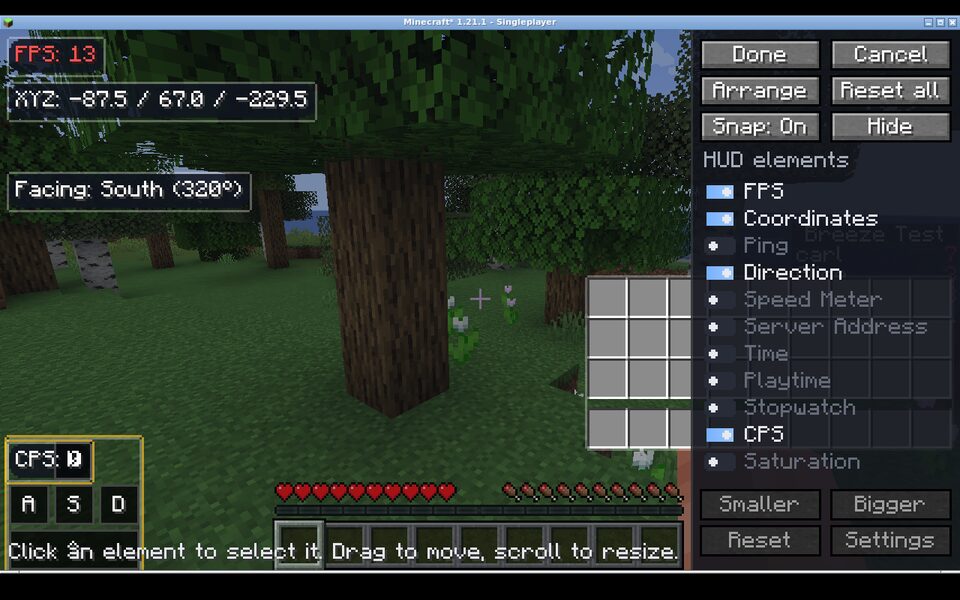 Minecraft* 1.21.1 - Singleplayer
FPS: 13
XYZ: -87.5 / 67.0 / -229.5
Facing: South (320°)
CPS: 0
A S D
Click an element to select it. Drag to move, scroll to resize.
Done Cancel
Arrange Reset all
Snap: On Hide
HUD elements
FPS
Coordinates
Ping
Breeze Test
Direction
Speed Meter
Server Address
Time
Playtime
Stopwatch
CPS
Saturation
Smaller Bigger
Reset Settings